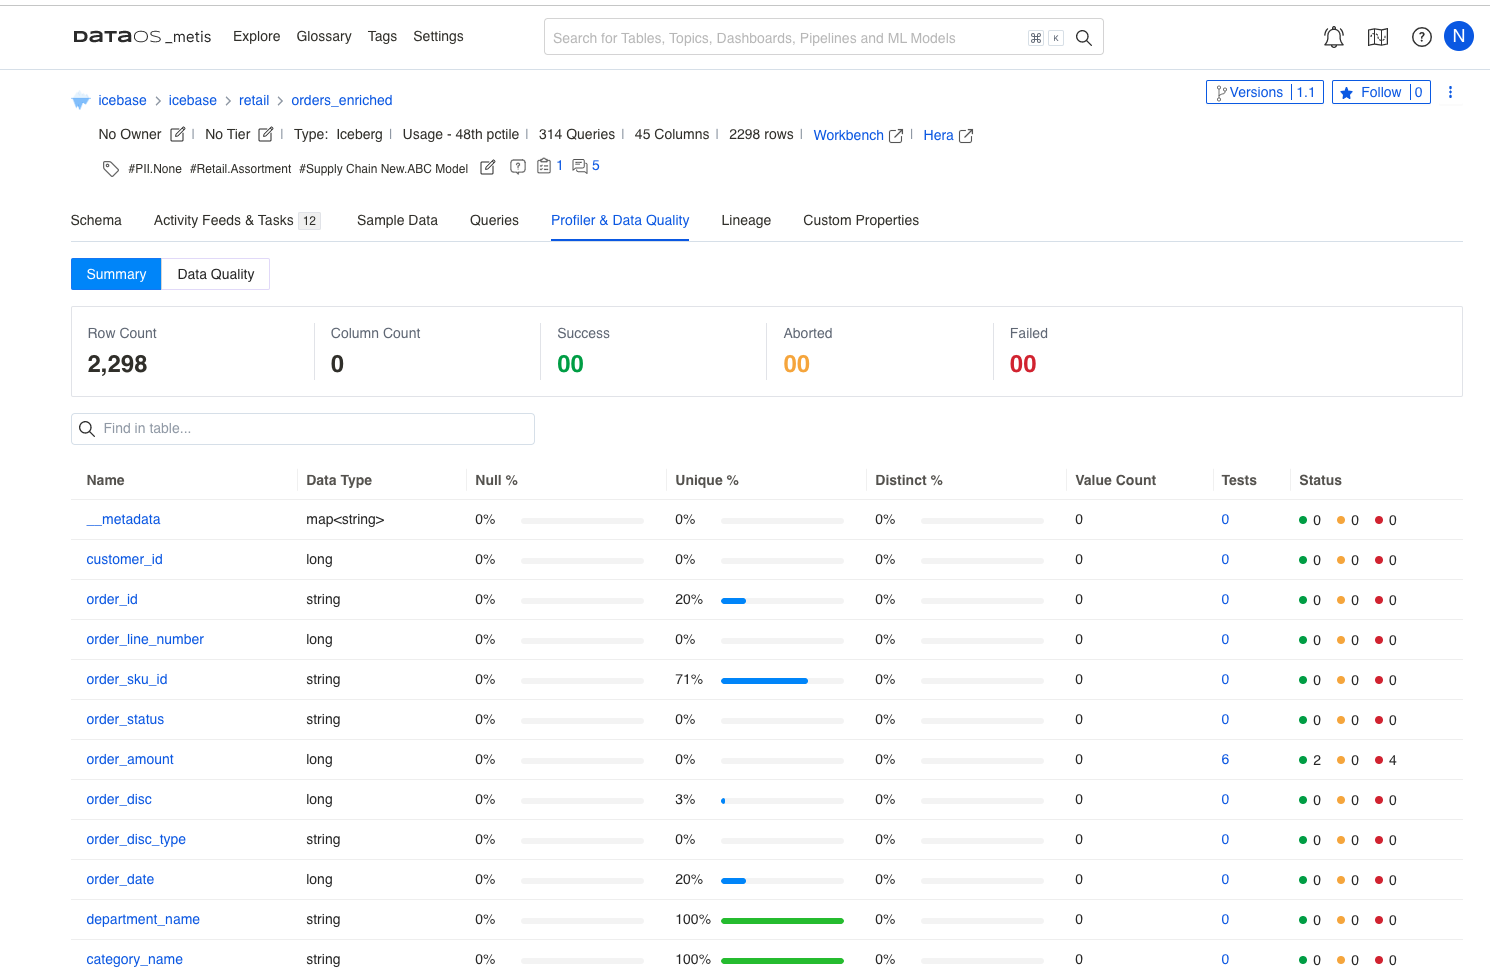 DATAOS_metis Explore Glossary Tags Settings Search for Tables, Topics, Dashboards, Pipelines and ML Models ⌘ K ? N
icebase > icebase > retail > orders_enriched Versions | 1.1 Follow | 0
No Owner | No Tier | Type: Iceberg | Usage - 48th pctile | 314 Queries | 45 Columns | 2298 rows | Workbench | Hera
#PII.None #Retail.Assortment #Supply Chain New.ABC Model ? 1 5
Schema Activity Feeds & Tasks 12 Sample Data Queries Profiler & Data Quality Lineage Custom Properties
Summary Data Quality
Row Count Column Count Success Aborted Failed
2,298 0 00 00 00
Find in table...
Name Data Type Null % Unique % Distinct % Value Count Tests Status
__metadata map<string> 0% 0% 0% 0 0 0 0 0
customer_id long 0% 0% 0% 0 0 0 0 0
order_id string 0% 20% 0% 0 0 0 0 0
order_line_number long 0% 0% 0% 0 0 0 0 0
order_sku_id string 0% 71% 0% 0 0 0 0 0
order_status string 0% 0% 0% 0 0 0 0 0
order_amount long 0% 0% 0% 0 6 2 0 4
order_disc long 0% 3% 0% 0 0 0 0 0
order_disc_type string 0% 0% 0% 0 0 0 0 0
order_date long 0% 20% 0% 0 0 0 0 0
department_name string 0% 100% 0% 0 0 0 0 0
category_name string 0% 100% 0% 0 0 0 0 0